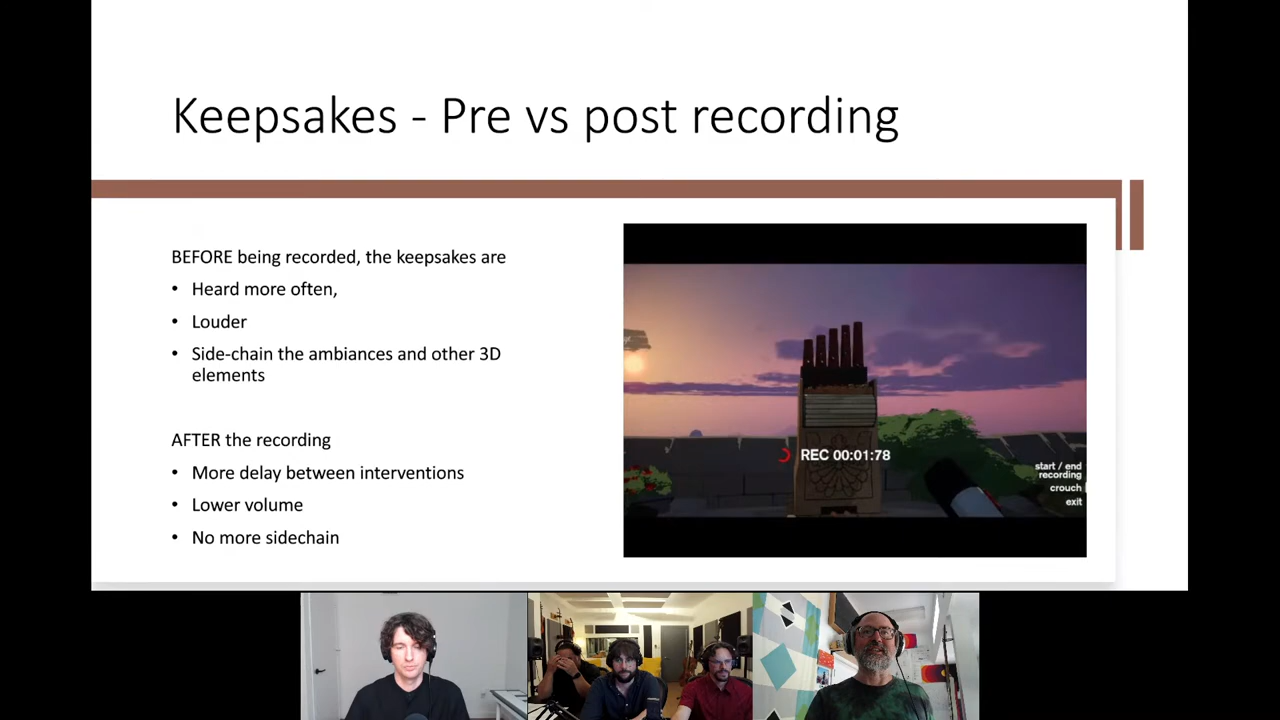 Keepsakes - Pre vs post recording
BEFORE being recorded, the keepsakes are
• Heard more often,
• Louder
• Side-chain the ambiances and other 3D
elements
AFTER the recording
• More delay between interventions
• Lower volume
• No more sidechain
REC 00:01:78
start / end
recording
crouch
exit